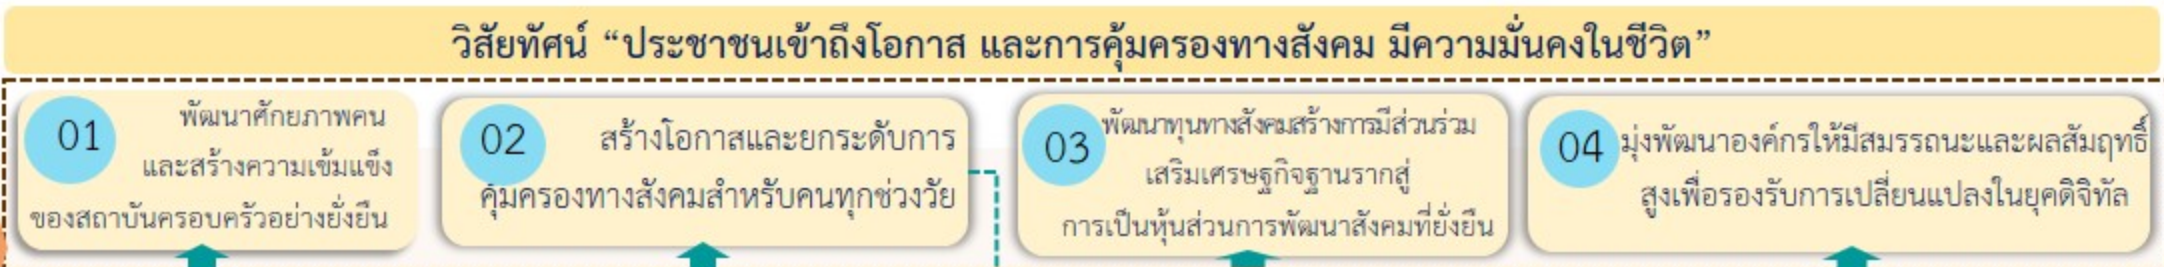 วิสัยทัศน์ “ประชาชนเข้าถึงโอกาส และการคุ้มครองทางสังคม มีความมั่นคงในชีวิต”
01
พัฒนาศักยภาพคน
และสร้างความเข้มแข็ง
ของสถาบันครอบครัวอย่างยั่งยืน
02
สร้างโอกาสและยกระดับการ
คุ้มครองทางสังคมสำหรับคนทุกช่วงวัย
03
พัฒนาทุนทางสังคมสร้างการมีส่วนร่วม
เสริมเศรษฐกิจฐานรากสู่
การเป็นหุ้นส่วนการพัฒนาสังคมที่ยั่งยืน
04
มุ่งพัฒนาองค์กรให้มีสมรรถนะและผลสัมฤทธิ์
สูงเพื่อรองรับการเปลี่ยนแปลงในยุคดิจิทัล